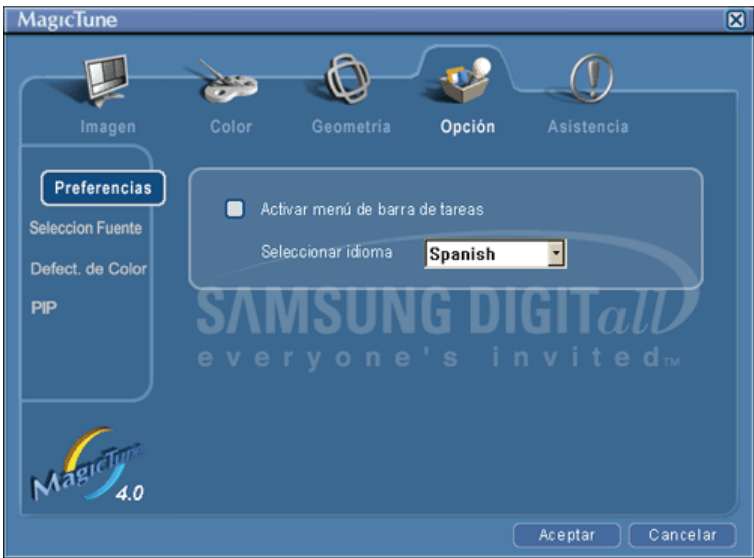 MagicTune
Imagen
Color
Geometría
Opción
Asistencia
Preferencias
Seleccion Fuente
Defect. de Color
PIP
Activar menú de barra de tareas
Seleccionar idioma
Spanish
SAMSUNG DIGITall
everyone's invited™
MagicTune
4.0
Aceptar
Cancelar